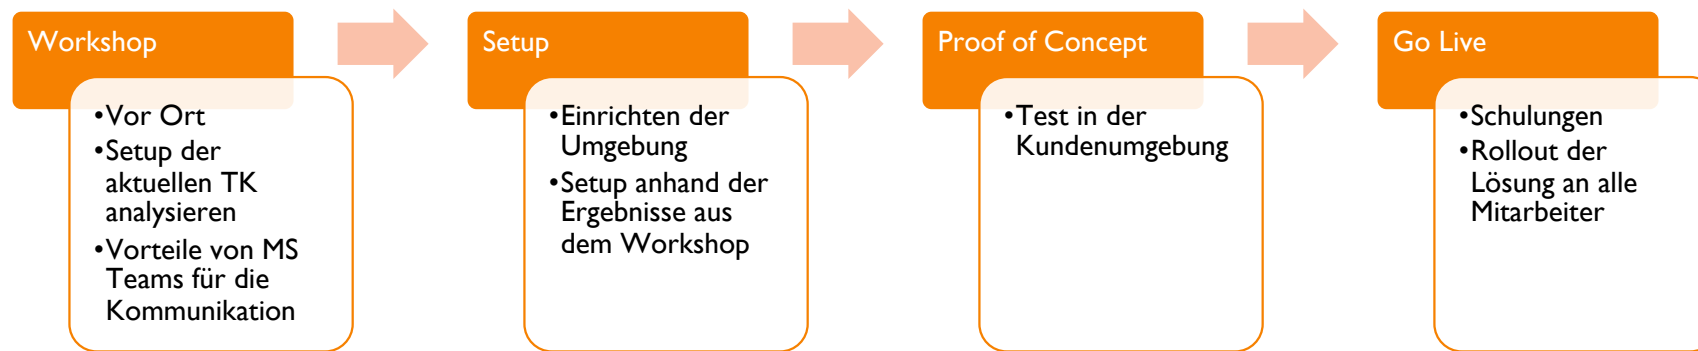 Workshop
•Vor Ort
•Setup der
aktuellen TK
analysieren
•Vorteile von MS
Teams für die
Kommunikation
Setup
•Einrichten der
Umgebung
•Setup anhand der
Ergebnisse aus
dem Workshop
Proof of Concept
•Test in der
Kundenumgebung
Go Live
•Schulungen
•Rollout der
Lösung an alle
Mitarbeiter